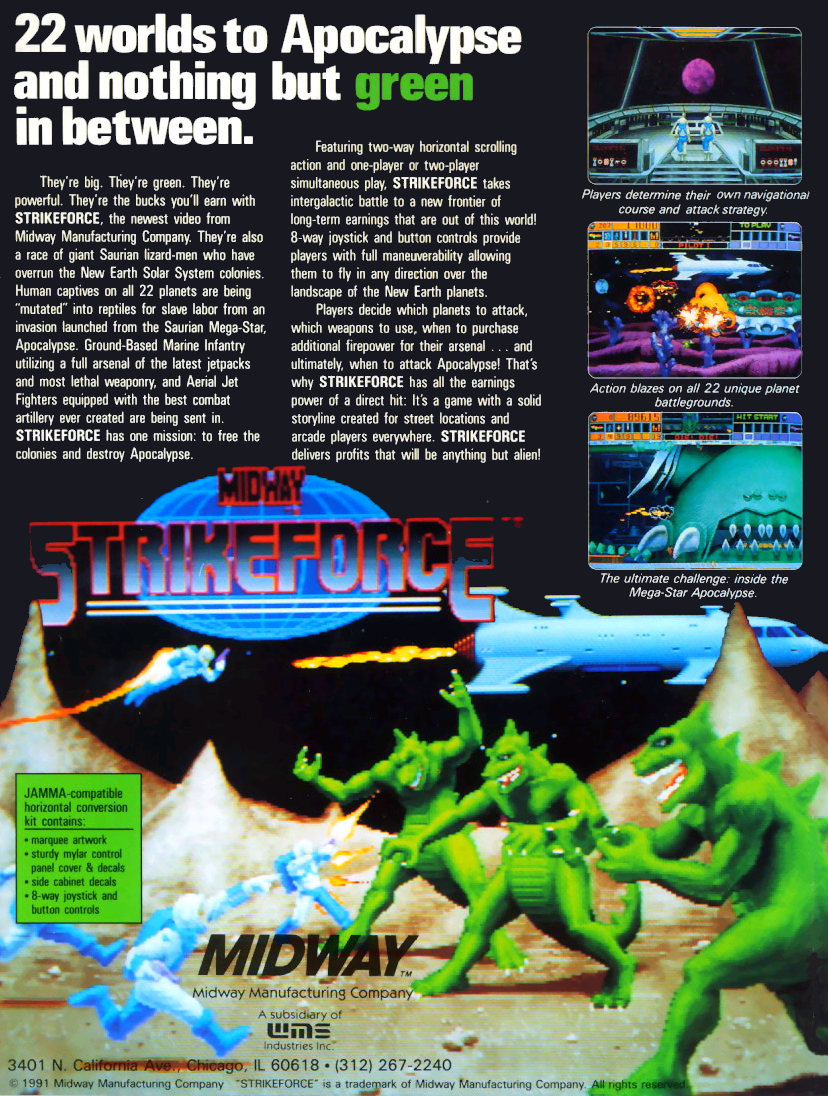 22 worlds to Apocalypse
and nothing but green
in between.
They're big. They're green. They're
powerful. They're the bucks you'll earn with
STRIKEFORCE, the newest video from
Midway Manufacturing Company. They're also
a race of giant Saurian lizard-men who have
overrun the New Earth Solar System colonies.
Human captives on all 22 planets are being
"mutated" into reptiles for slave labor from an
invasion launched from the Saurian Mega-Star,
Apocalypse. Ground-Based Marine Infantry
utilizing a full arsenal of the latest jetpacks
and most lethal weaponry, and Aerial Jet
Fighters equipped with the best combat
artillery ever created are being sent in.
STRIKEFORCE has one mission: to free the
colonies and destroy Apocalypse.
Featuring two-way horizontal scrolling
action and one-player or two-player
simultaneous play, STRIKEFORCE takes
intergalactic battle to a new frontier of
long-term earnings that are out of this world!
8-way joystick and button controls provide
players with full maneuverability allowing
them to fly in any direction over the
landscape of the New Earth planets.
Players decide which planets to attack,
which weapons to use, when to purchase
additional firepower for their arsenal . . . and
ultimately, when to attack Apocalypse! That's
why STRIKEFORCE has all the earnings
power of a direct hit: It's a game with a solid
storyline created for street locations and
arcade players everywhere. STRIKEFORCE
delivers profits that will be anything but alien!
Players determine their own navigational
course and attack strategy.
TO PLAY
PILOT 1
Action blazes on all 22 unique planet
battlegrounds.
HIT START
DIE! DIE!
The ultimate challenge: inside the
Mega-Star Apocalypse.
MIDWAY
STRIKEFORCE
JAMMA-compatible
horizontal conversion
kit contains:
• marquee artwork
• sturdy mylar control
panel cover & decals
• side cabinet decals
• 8-way joystick and
button controls
MIDWAY TM
Midway Manufacturing Company
A subsidiary of
WMS
Industries Inc.
3401 N. California Ave., Chicago, IL 60618 • (312) 267-2240
© 1991 Midway Manufacturing Company "STRIKEFORCE" is a trademark of Midway Manufacturing Company. All rights reserved.